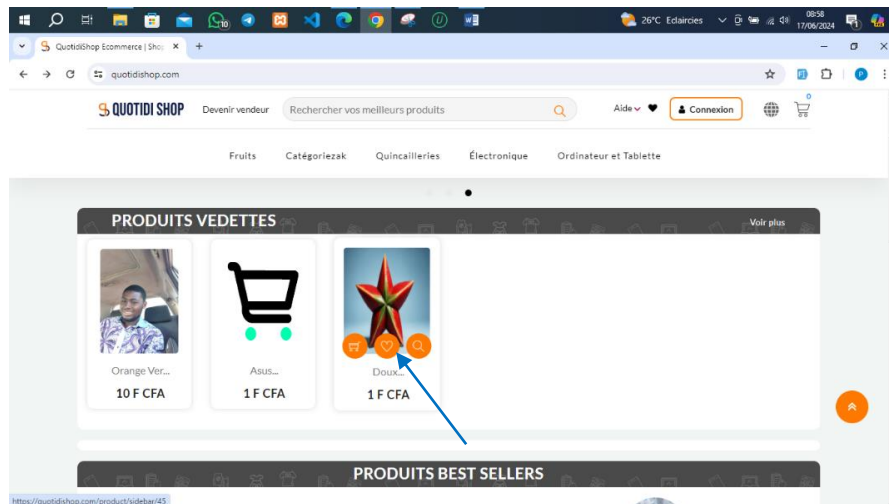 26°C Eclaircies
08:58
17/06/2024
QuotidiShop Ecommerce | Shop
quotidishop.com
QUOTIDI SHOP
Devenir vendeur
Rechercher vos meilleurs produits
Aide
Connexion
0
Fruits
Catégoriezak
Quincailleries
Électronique
Ordinateur et Tablette
PRODUITS VEDETTES
Voir plus
Orange Ver...
Asus...
Doux...
10 F CFA
1 F CFA
1 F CFA
PRODUITS BEST SELLERS
https://quotidishop.com/product/sidebar/45